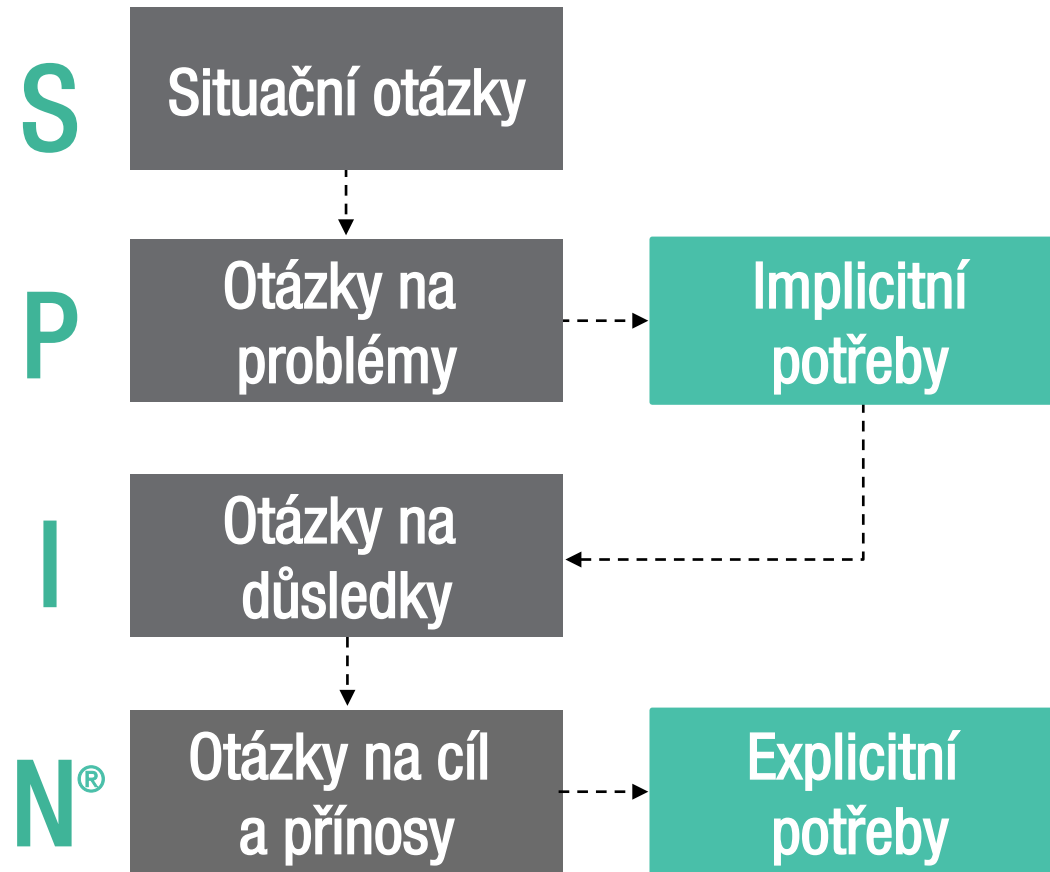 S
Situační otázky
P
Otázky na
problémy
Implicitní
potřeby
I
Otázky na
důsledky
N®
Otázky na cíl
a přínosy
Explicitní
potřeby